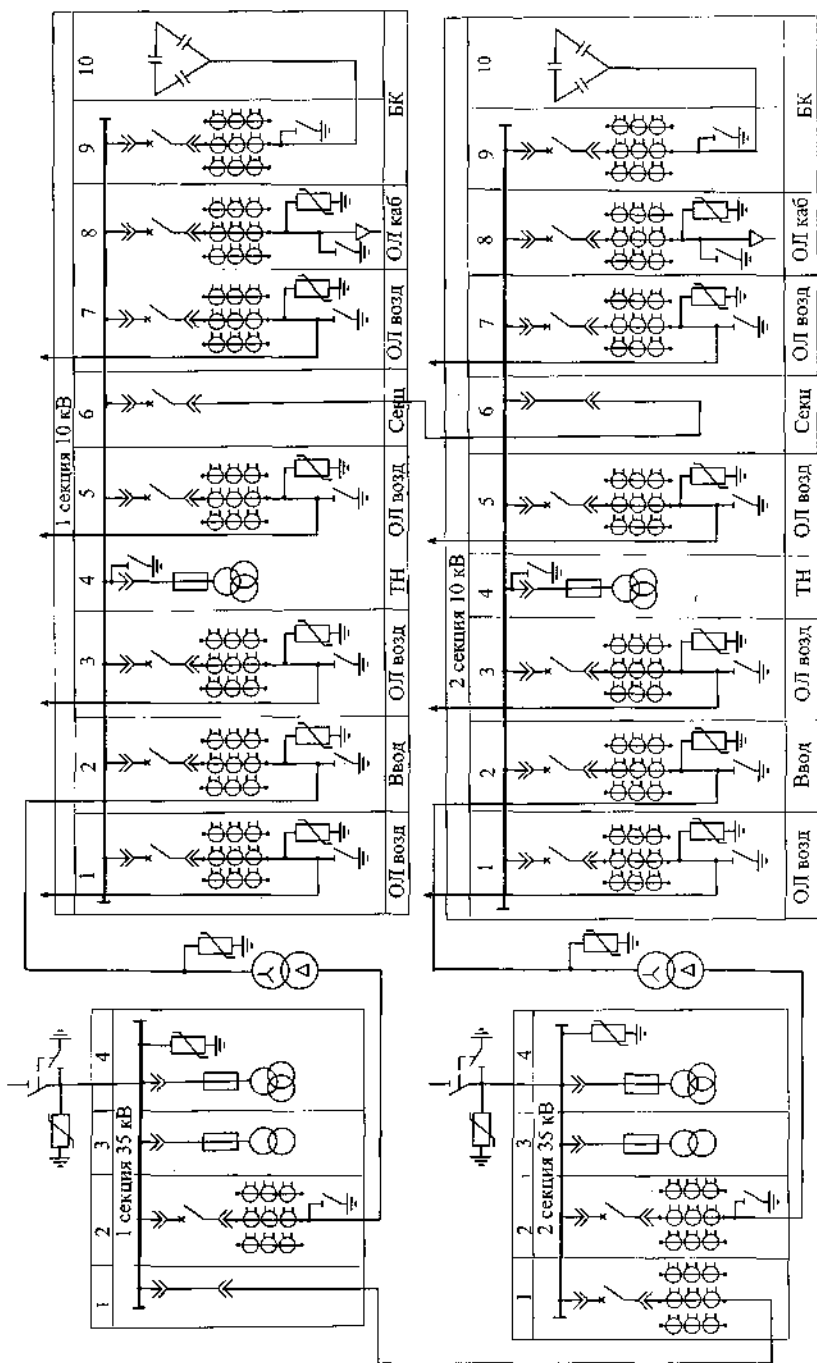 1 секция 10 кВ
1
2
3
4
5
6
7
8
9
10
ОЛ возд
Ввод
ОЛ возд
ТН
ОЛ возд
Секц
ОЛ возд
ОЛ каб
БК
2 секция 10 кВ
1
2
3
4
5
6
7
8
9
10
ОЛ возд
Ввод
ОЛ возд
ТН
ОЛ возд
Секц
ОЛ возд
ОЛ каб
БК
1
2
3
4
1 секция 35 кВ
1
2
3
4
2 секция 35 кВ